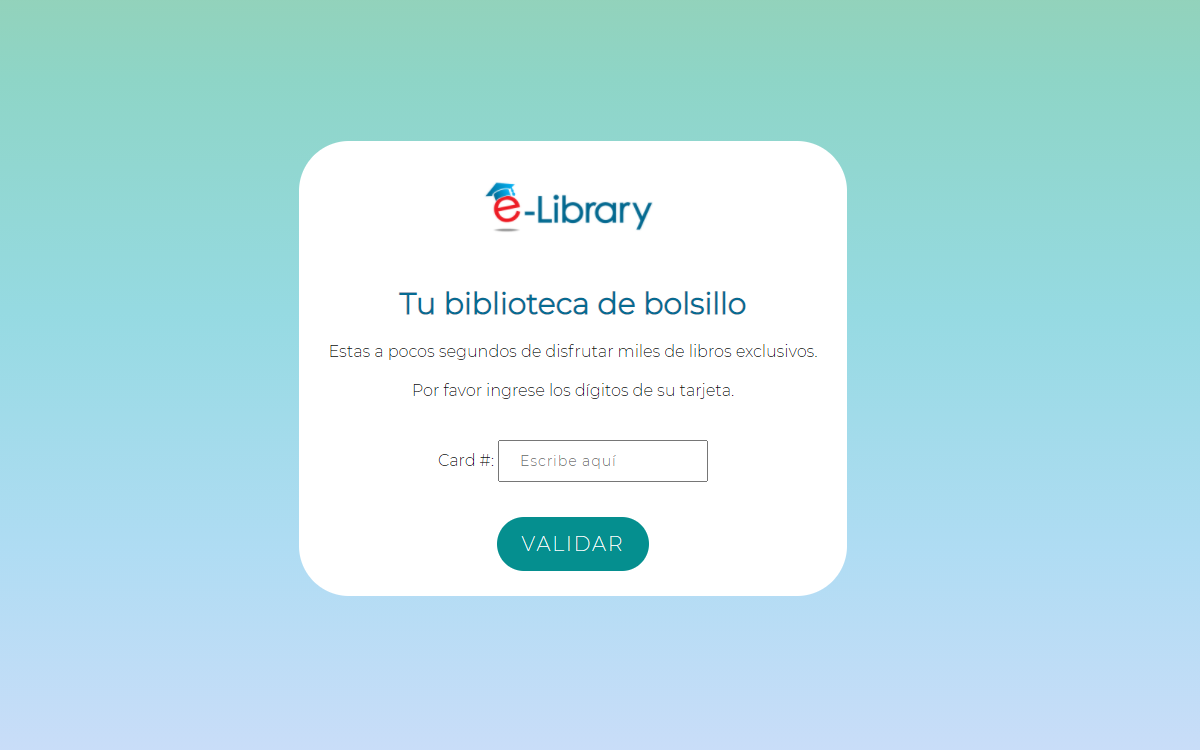 e-Library
Tu biblioteca de bolsillo
Estas a pocos segundos de disfrutar miles de libros exclusivos.
Por favor ingrese los dígitos de su tarjeta.
Card #: Escribe aquí
VALIDAR